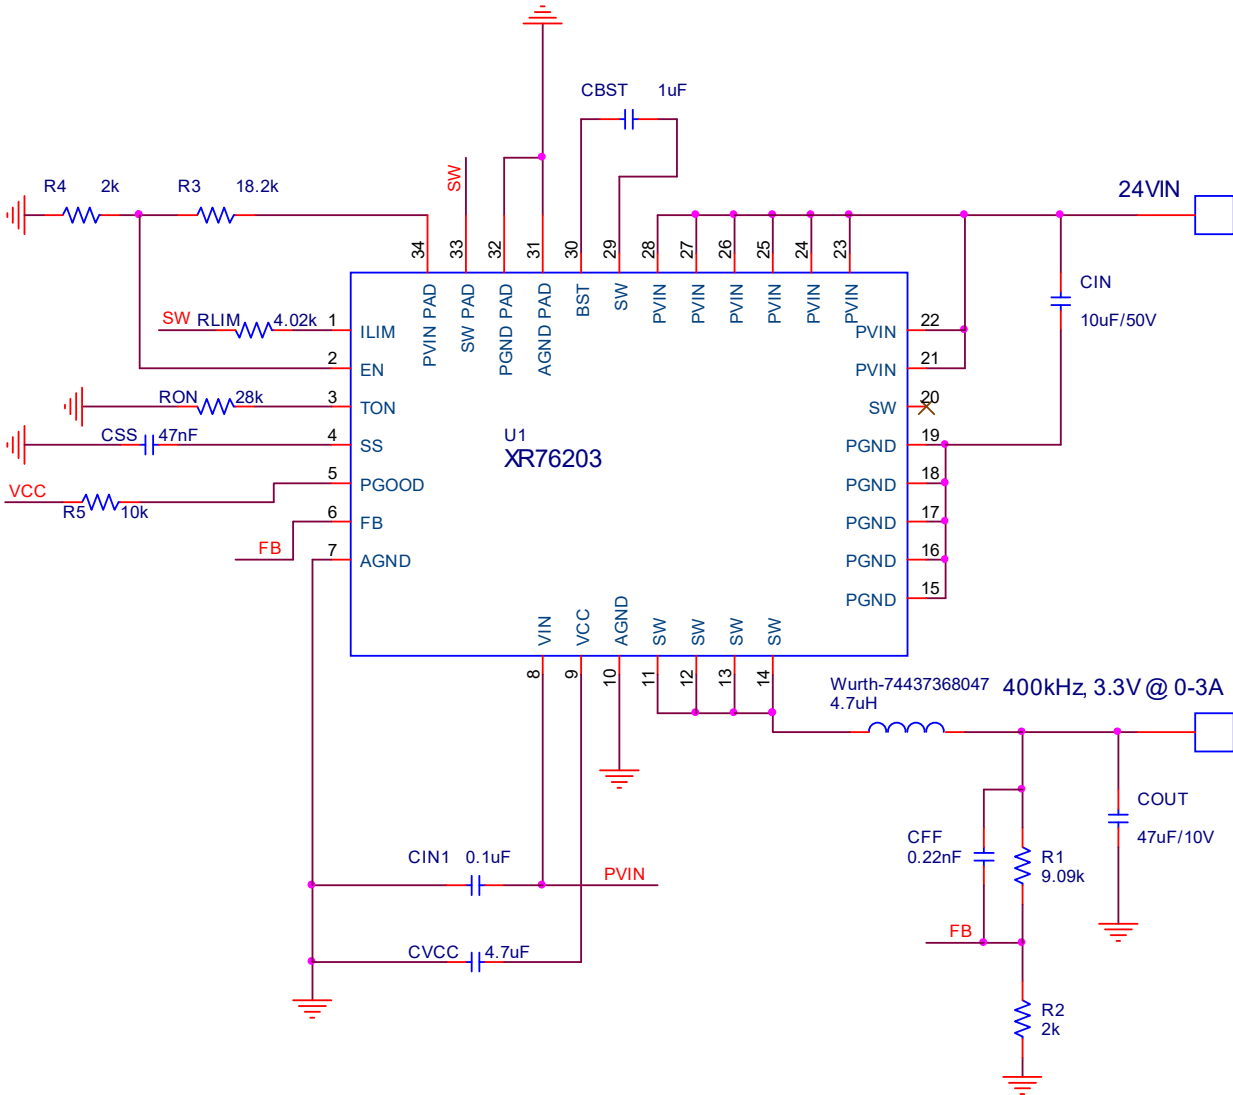 CBST 1uF
R4 2k R3 18.2k
SW
24VIN
34 33 32 31 30 29 28 27 26 25 24 23
PVIN PAD SW PAD PGND PAD AGND PAD BST SW PVIN PVIN PVIN PVIN PVIN PVIN
CIN
10uF/50V
SW RLIM 4.02k 1 ILIM
PVIN 22
2 EN
PVIN 21
RON 28k 3 TON
SW 20
CSS 47nF 4 SS
PGND 19
U1
XR76203
VCC
R5 10k
5 PGOOD
PGND 18
6 FB
FB
PGND 17
7 AGND
PGND 16
PGND 15
VIN VCC AGND SW SW SW SW
8 9 10 11 12 13 14
Wurth-74437368047
4.7uH
400kHz, 3.3V @ 0-3A
COUT
47uF/10V
CFF
0.22nF
R1
9.09k
CIN1 0.1uF
PVIN
FB
CVCC 4.7uF
R2
2k